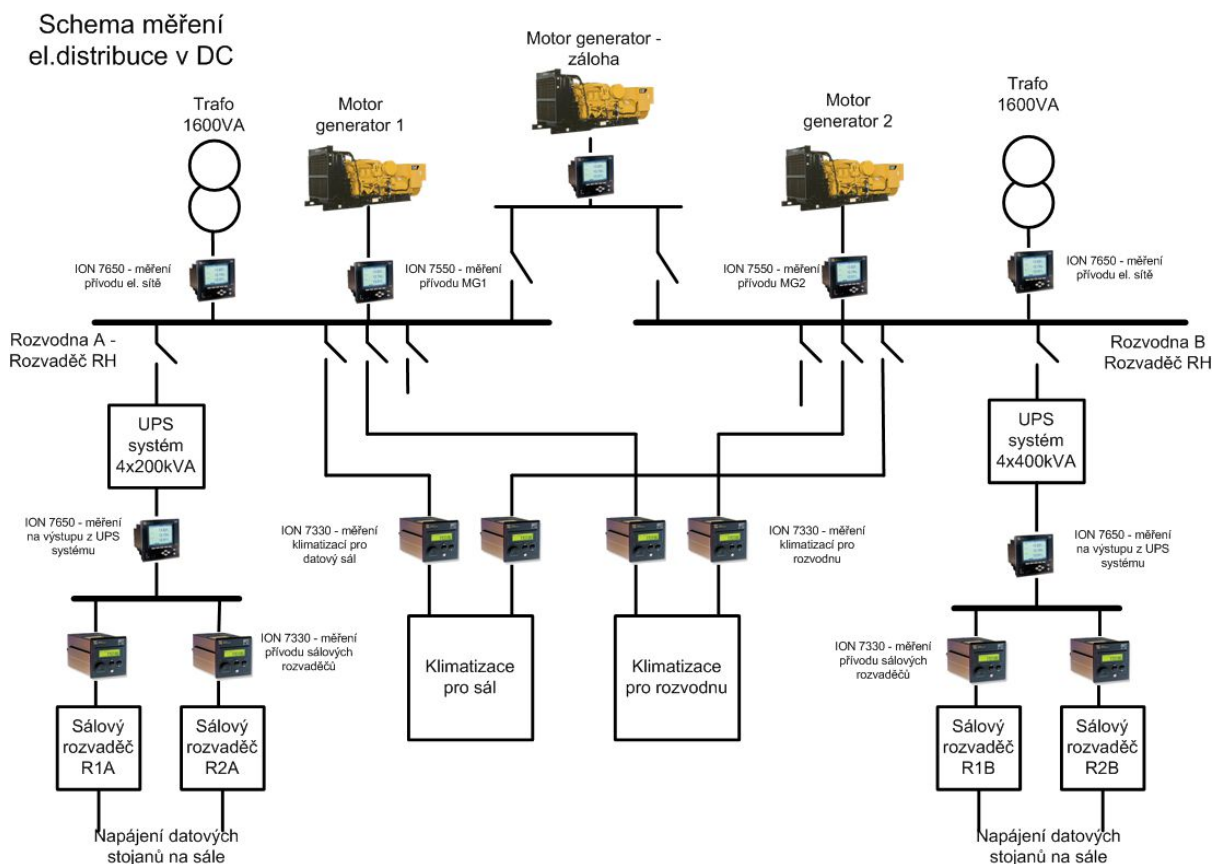 Schema měření
el.distribuce v DC
Motor generator -
záloha
Trafo
1600VA
Motor
generator 1
Motor
generator 2
Trafo
1600VA
ION 7650 - měření
přívodu el. sítě
ION 7550 - měření
přívodu MG1
ION 7550 - měření
přívodu MG2
ION 7650 - měření
přívodu el. sítě
Rozvodna A -
Rozvaděč RH
Rozvodna B
Rozvaděč RH
UPS
systém
4x200kVA
UPS
systém
4x400kVA
ION 7650 - měření
na výstupu z UPS
systému
ION 7330 - měření
klimatizací pro
datový sál
ION 7330 - měření
klimatizací pro
rozvodnu
ION 7650 - měření
na výstupu z UPS
systému
ION 7330 - měření
přívodu sálových
rozvaděčů
Klimatizace
pro sál
Klimatizace
pro rozvodnu
ION 7330 - měření
přívodu sálových
rozvaděčů
Sálový
rozvaděč
R1A
Sálový
rozvaděč
R2A
Sálový
rozvaděč
R1B
Sálový
rozvaděč
R2B
Napájení datových
stojanů na sále
Napájení datových
stojanů na sále